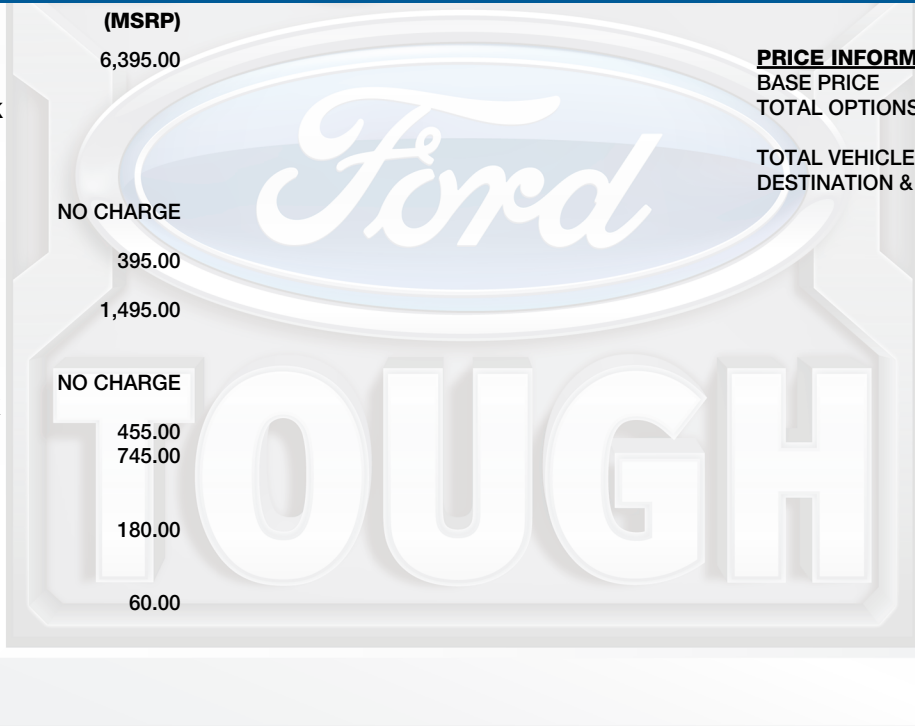 (MSRP)
6,395.00
NO CHARGE
395.00
1,495.00
NO CHARGE
455.00
745.00
180.00
60.00
PRICE INFORM
BASE PRICE
TOTAL OPTIONS
TOTAL VEHICLE
DESTINATION &
Ford
TOUGH